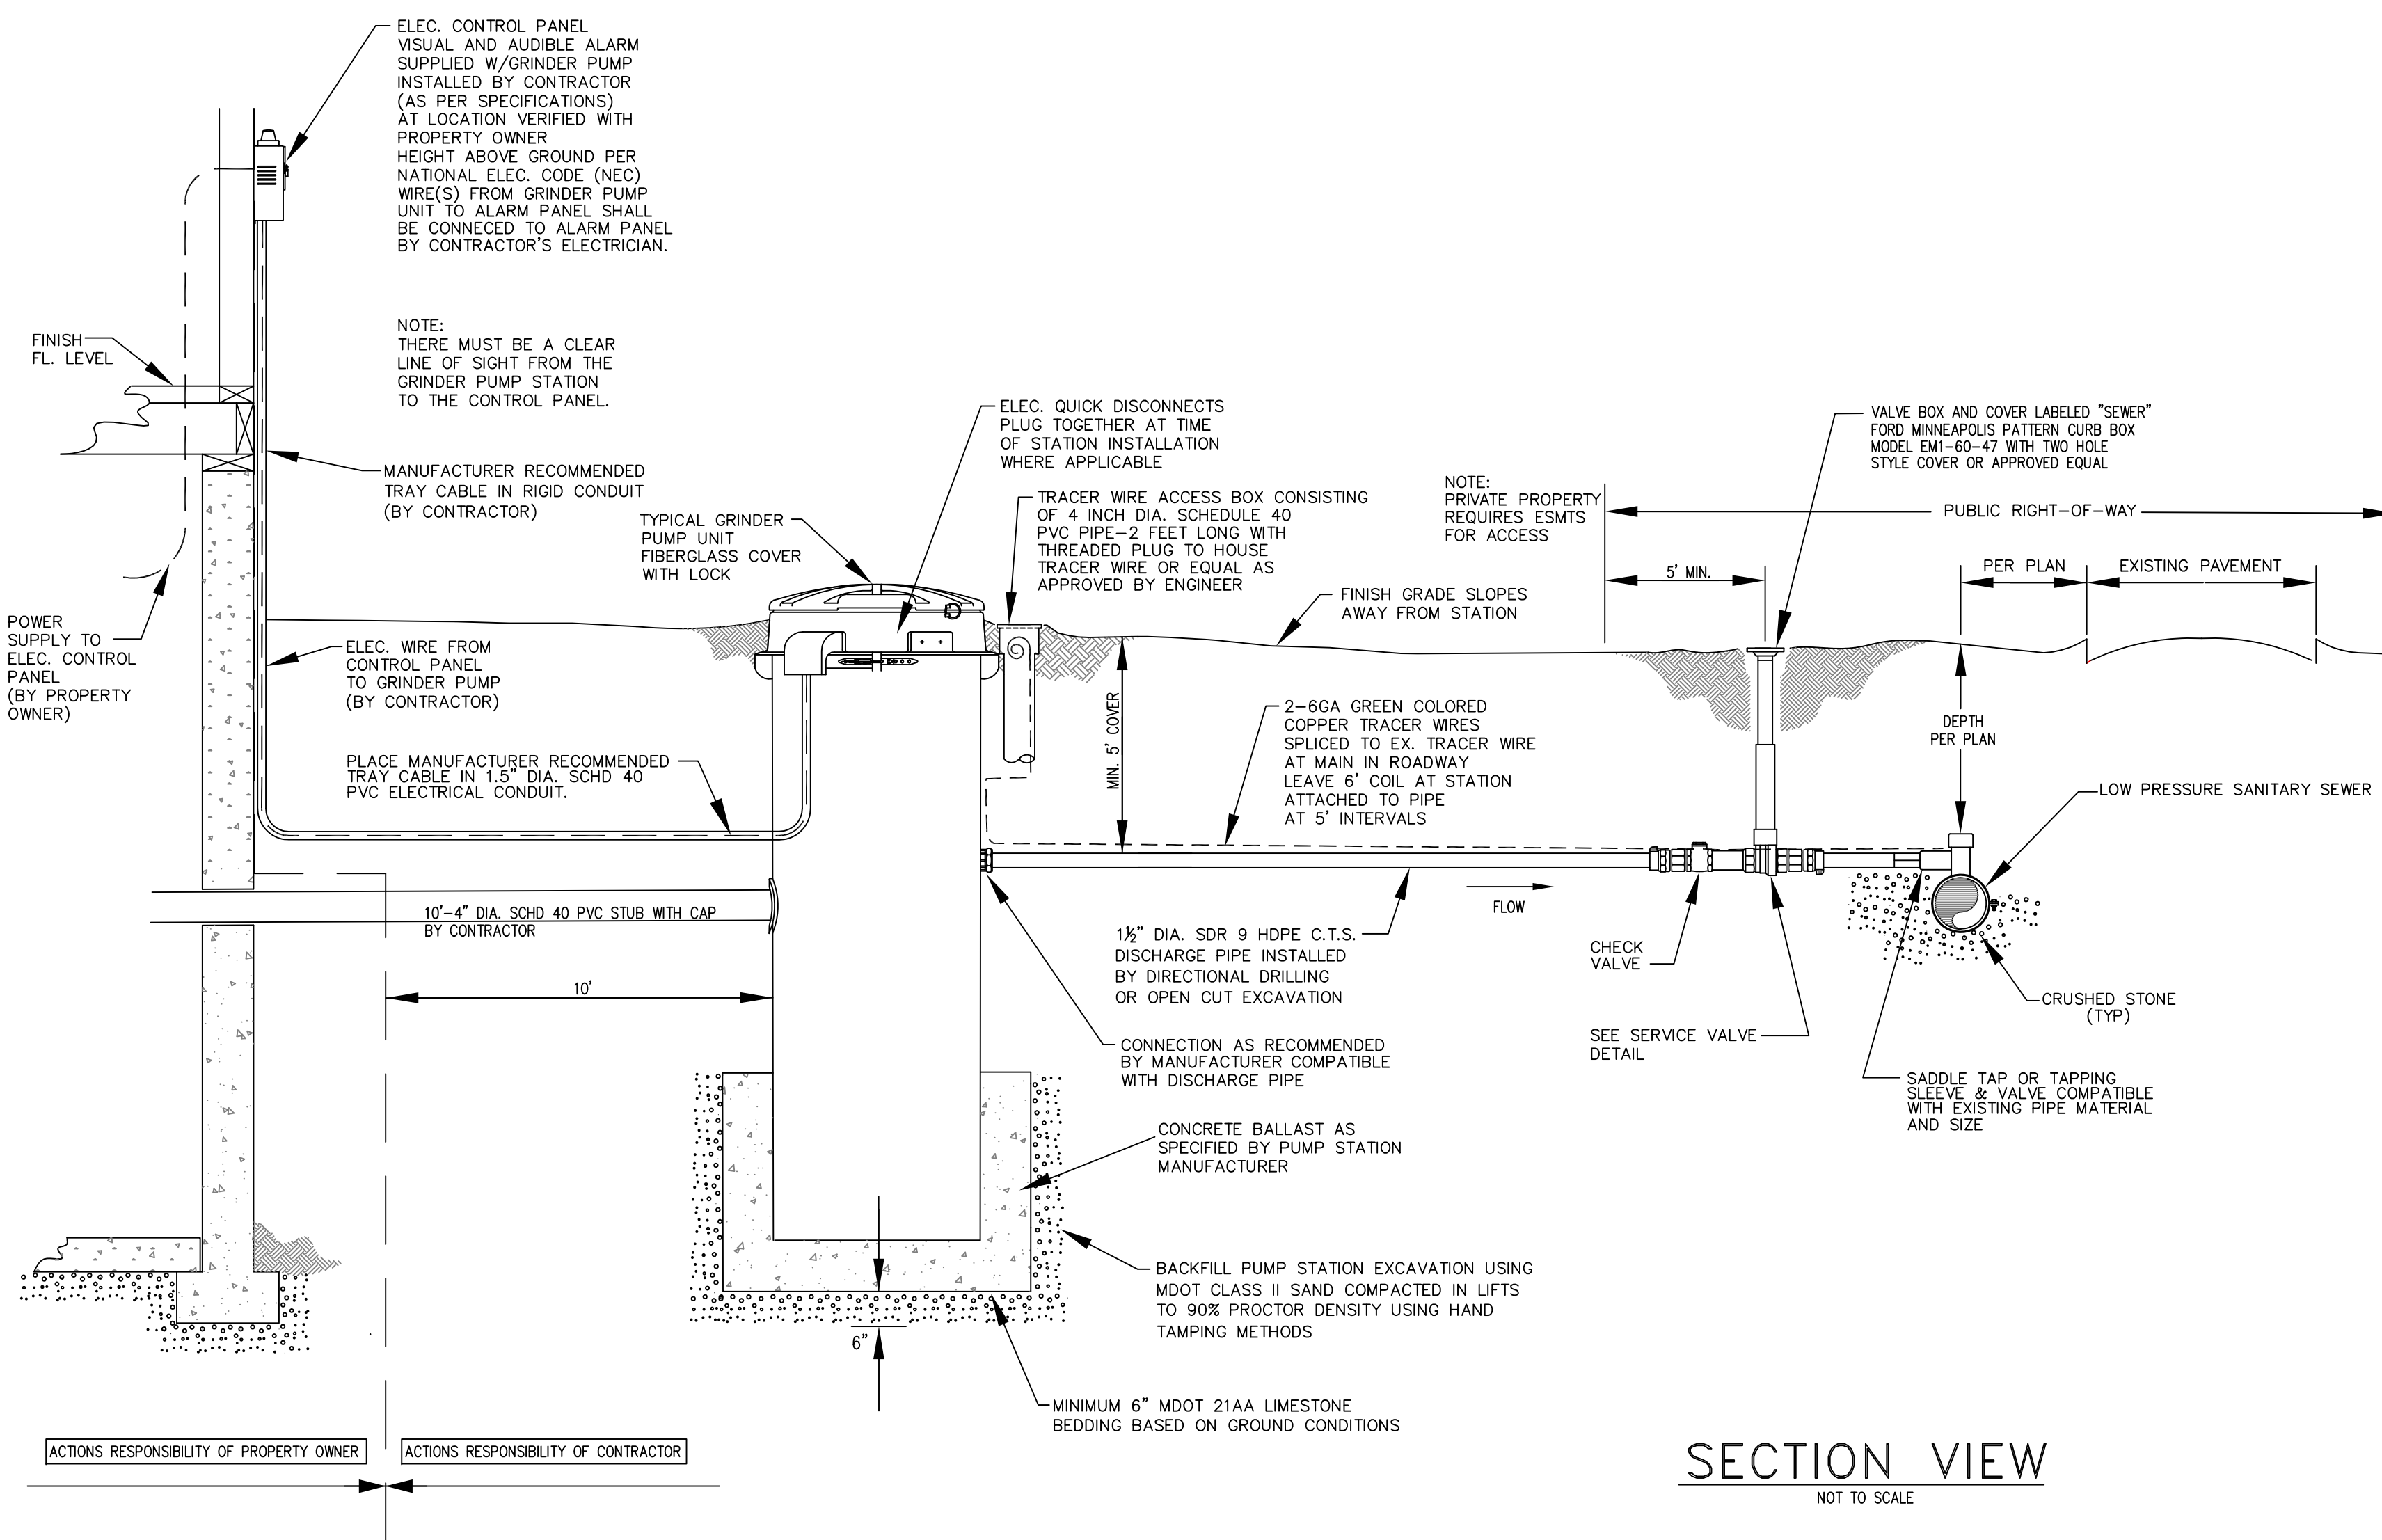 ELEC. CONTROL PANEL
VISUAL AND AUDIBLE ALARM
SUPPLIED W/GRINDER PUMP
INSTALLED BY CONTRACTOR
(AS PER SPECIFICATIONS)
AT LOCATION VERIFIED WITH
PROPERTY OWNER
HEIGHT ABOVE GROUND PER
NATIONAL ELEC. CODE (NEC)
WIRE(S) FROM GRINDER PUMP
UNIT TO ALARM PANEL SHALL
BE CONNECED TO ALARM PANEL
BY CONTRACTOR'S ELECTRICIAN.
NOTE:
THERE MUST BE A CLEAR
LINE OF SIGHT FROM THE
GRINDER PUMP STATION
TO THE CONTROL PANEL.
FINISH
FL. LEVEL
MANUFACTURER RECOMMENDED
TRAY CABLE IN RIGID CONDUIT
(BY CONTRACTOR)
ELEC. QUICK DISCONNECTS
PLUG TOGETHER AT TIME
OF STATION INSTALLATION
WHERE APPLICABLE
TYPICAL GRINDER
PUMP UNIT
FIBERGLASS COVER
WITH LOCK
TRACER WIRE ACCESS BOX CONSISTING
OF 4 INCH DIA. SCHEDULE 40
PVC PIPE-2 FEET LONG WITH
THREADED PLUG TO HOUSE
TRACER WIRE OR EQUAL AS
APPROVED BY ENGINEER
NOTE:
PRIVATE PROPERTY
REQUIRES ESMTS
FOR ACCESS
VALVE BOX AND COVER LABELED "SEWER"
FORD MINNEAPOLIS PATTERN CURB BOX
MODEL EM1-60-47 WITH TWO HOLE
STYLE COVER OR APPROVED EQUAL
PUBLIC RIGHT-OF-WAY
5' MIN.
PER PLAN
EXISTING PAVEMENT
FINISH GRADE SLOPES
AWAY FROM STATION
POWER
SUPPLY TO
ELEC. CONTROL
PANEL
(BY PROPERTY
OWNER)
ELEC. WIRE FROM
CONTROL PANEL
TO GRINDER PUMP
(BY CONTRACTOR)
PLACE MANUFACTURER RECOMMENDED
TRAY CABLE IN 1.5" DIA. SCHD 40
PVC ELECTRICAL CONDUIT.
MIN. 5' COVER
2-6GA GREEN COLORED
COPPER TRACER WIRES
SPLICED TO EX. TRACER WIRE
AT MAIN IN ROADWAY
LEAVE 6' COIL AT STATION
ATTACHED TO PIPE
AT 5' INTERVALS
DEPTH
PER PLAN
LOW PRESSURE SANITARY SEWER
10'-4" DIA. SCHD 40 PVC STUB WITH CAP
BY CONTRACTOR
10'
FLOW
1½" DIA. SDR 9 HDPE C.T.S.
DISCHARGE PIPE INSTALLED
BY DIRECTIONAL DRILLING
OR OPEN CUT EXCAVATION
CHECK
VALVE
CRUSHED STONE
(TYP)
SEE SERVICE VALVE
DETAIL
CONNECTION AS RECOMMENDED
BY MANUFACTURER COMPATIBLE
WITH DISCHARGE PIPE
SADDLE TAP OR TAPPING
SLEEVE & VALVE COMPATIBLE
WITH EXISTING PIPE MATERIAL
AND SIZE
CONCRETE BALLAST AS
SPECIFIED BY PUMP STATION
MANUFACTURER
BACKFILL PUMP STATION EXCAVATION USING
MDOT CLASS II SAND COMPACTED IN LIFTS
TO 90% PROCTOR DENSITY USING HAND
TAMPING METHODS
6"
MINIMUM 6" MDOT 21AA LIMESTONE
BEDDING BASED ON GROUND CONDITIONS
ACTIONS RESPONSIBILITY OF PROPERTY OWNER
ACTIONS RESPONSIBILITY OF CONTRACTOR
SECTION VIEW
NOT TO SCALE